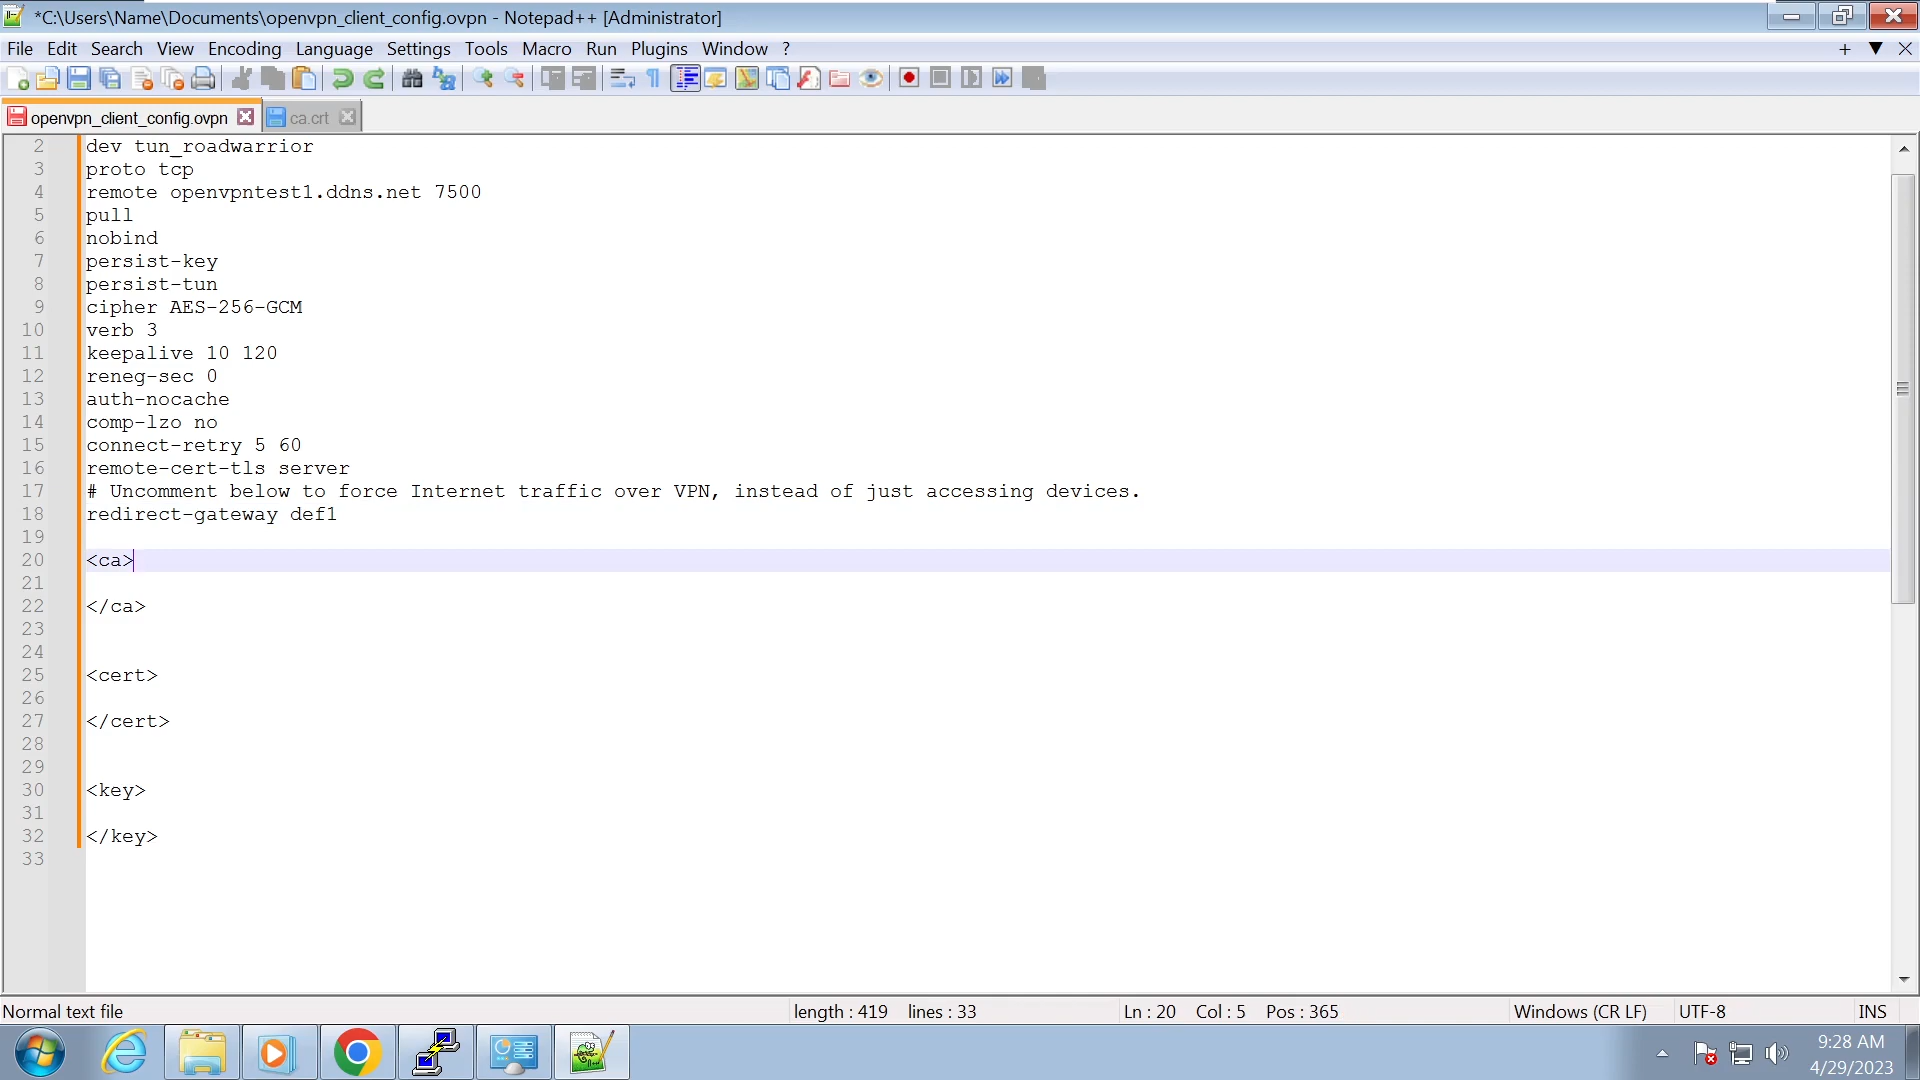 *C:\Users\Name\Documents\openvpn_client_config.ovpn - Notepad++ [Administrator]
File Edit Search View Encoding Language Settings Tools Macro Run Plugins Window ?
openvpn_client_config.ovpn ca.crt
2 dev tun_roadwarrior
3 proto tcp
4 remote openvpntest1.ddns.net 7500
5 pull
6 nobind
7 persist-key
8 persist-tun
9 cipher AES-256-GCM
10 verb 3
11 keepalive 10 120
12 reneg-sec 0
13 auth-nocache
14 comp-lzo no
15 connect-retry 5 60
16 remote-cert-tls server
17 # Uncomment below to force Internet traffic over VPN, instead of just accessing devices.
18 redirect-gateway def1
19
20 <ca>
21
22 </ca>
23
24
25 <cert>
26
27 </cert>
28
29
30 <key>
31
32 </key>
33
Normal text file length : 419 lines : 33 Ln : 20 Col : 5 Pos : 365 Windows (CR LF) UTF-8 INS
9:28 AM
4/29/2023